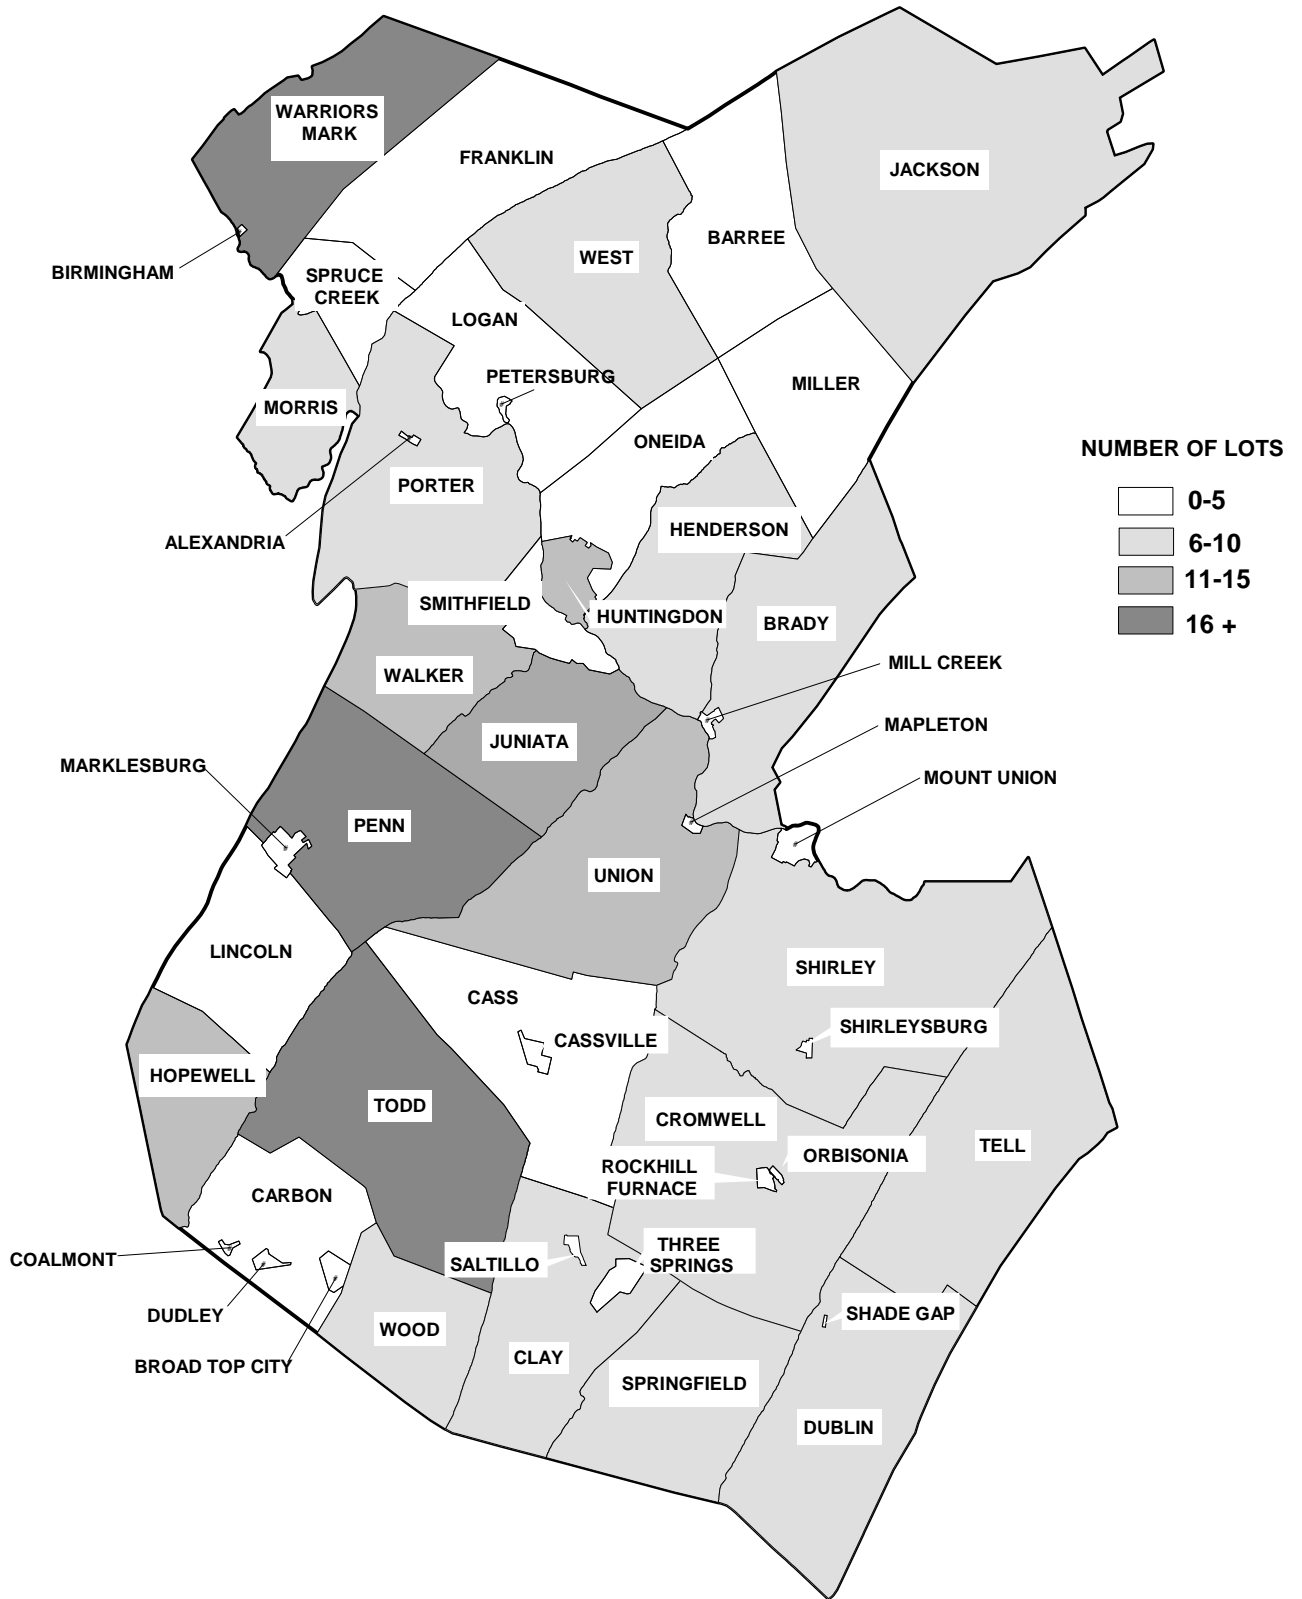 WARRIORS
MARK
FRANKLIN
JACKSON
BARREE
WEST
BIRMINGHAM
SPRUCE
CREEK
LOGAN
PETERSBURG
MILLER
MORRIS
ONEIDA
NUMBER OF LOTS
0-5
6-10
11-15
16 +
PORTER
HENDERSON
ALEXANDRIA
SMITHFIELD
HUNTINGDON
BRADY
MILL CREEK
WALKER
MAPLETON
JUNIATA
MARKLESBURG
MOUNT UNION
PENN
UNION
LINCOLN
SHIRLEY
CASS
SHIRLEYSBURG
CASSVILLE
HOPEWELL
TODD
CROMWELL
TELL
ORBISONIA
ROCKHILL
FURNACE
CARBON
THREE
SPRINGS
COALMONT
SALTILLO
DUDLEY
SHADE GAP
WOOD
CLAY
BROAD TOP CITY
SPRINGFIELD
DUBLIN